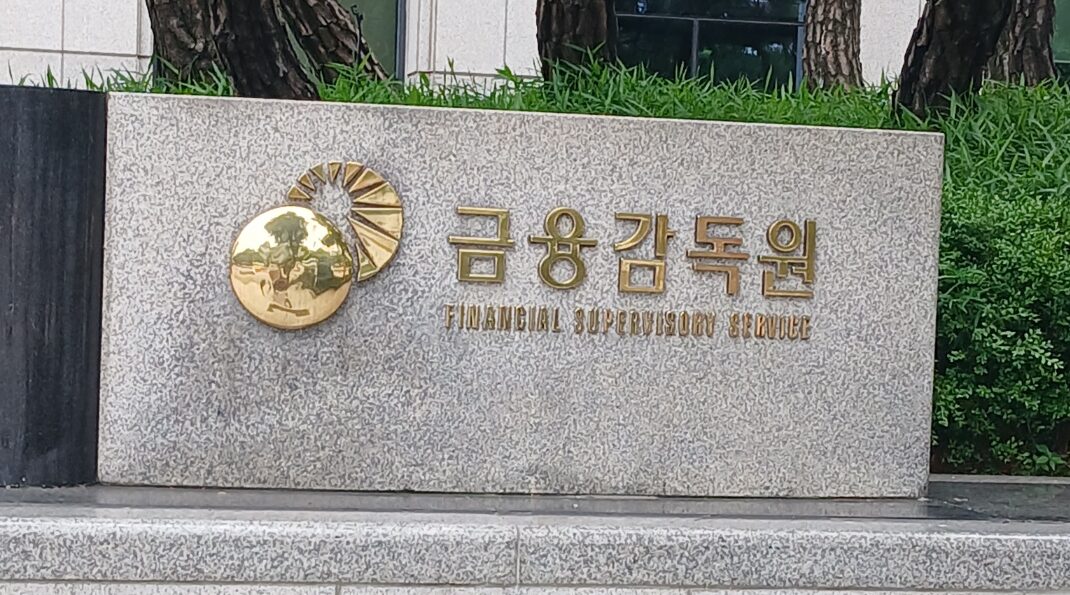 금융감독원
FINANCIAL SUPERVISORY SERVICE